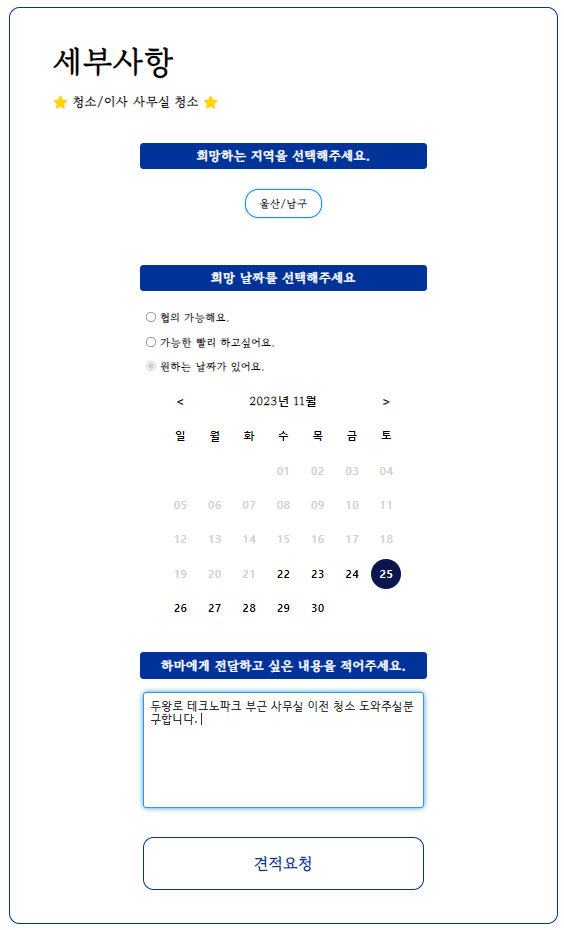 세부사항
청소/이사 사무실 청소
희망하는 지역을 선택해주세요.
울산/남구
희망 날짜를 선택해주세요
협의 가능해요.
가능한 빨리 하고싶어요.
원하는 날짜가 있어요.
< 2023년 11월 >
일 월 화 수 목 금 토
01 02 03 04
05 06 07 08 09 10 11
12 13 14 15 16 17 18
19 20 21 22 23 24 25
26 27 28 29 30
하마에게 전달하고 싶은 내용을 적어주세요.
두왕로 테크노파크 부근 사무실 이전 청소 도와주실분
구합니다.
견적요청